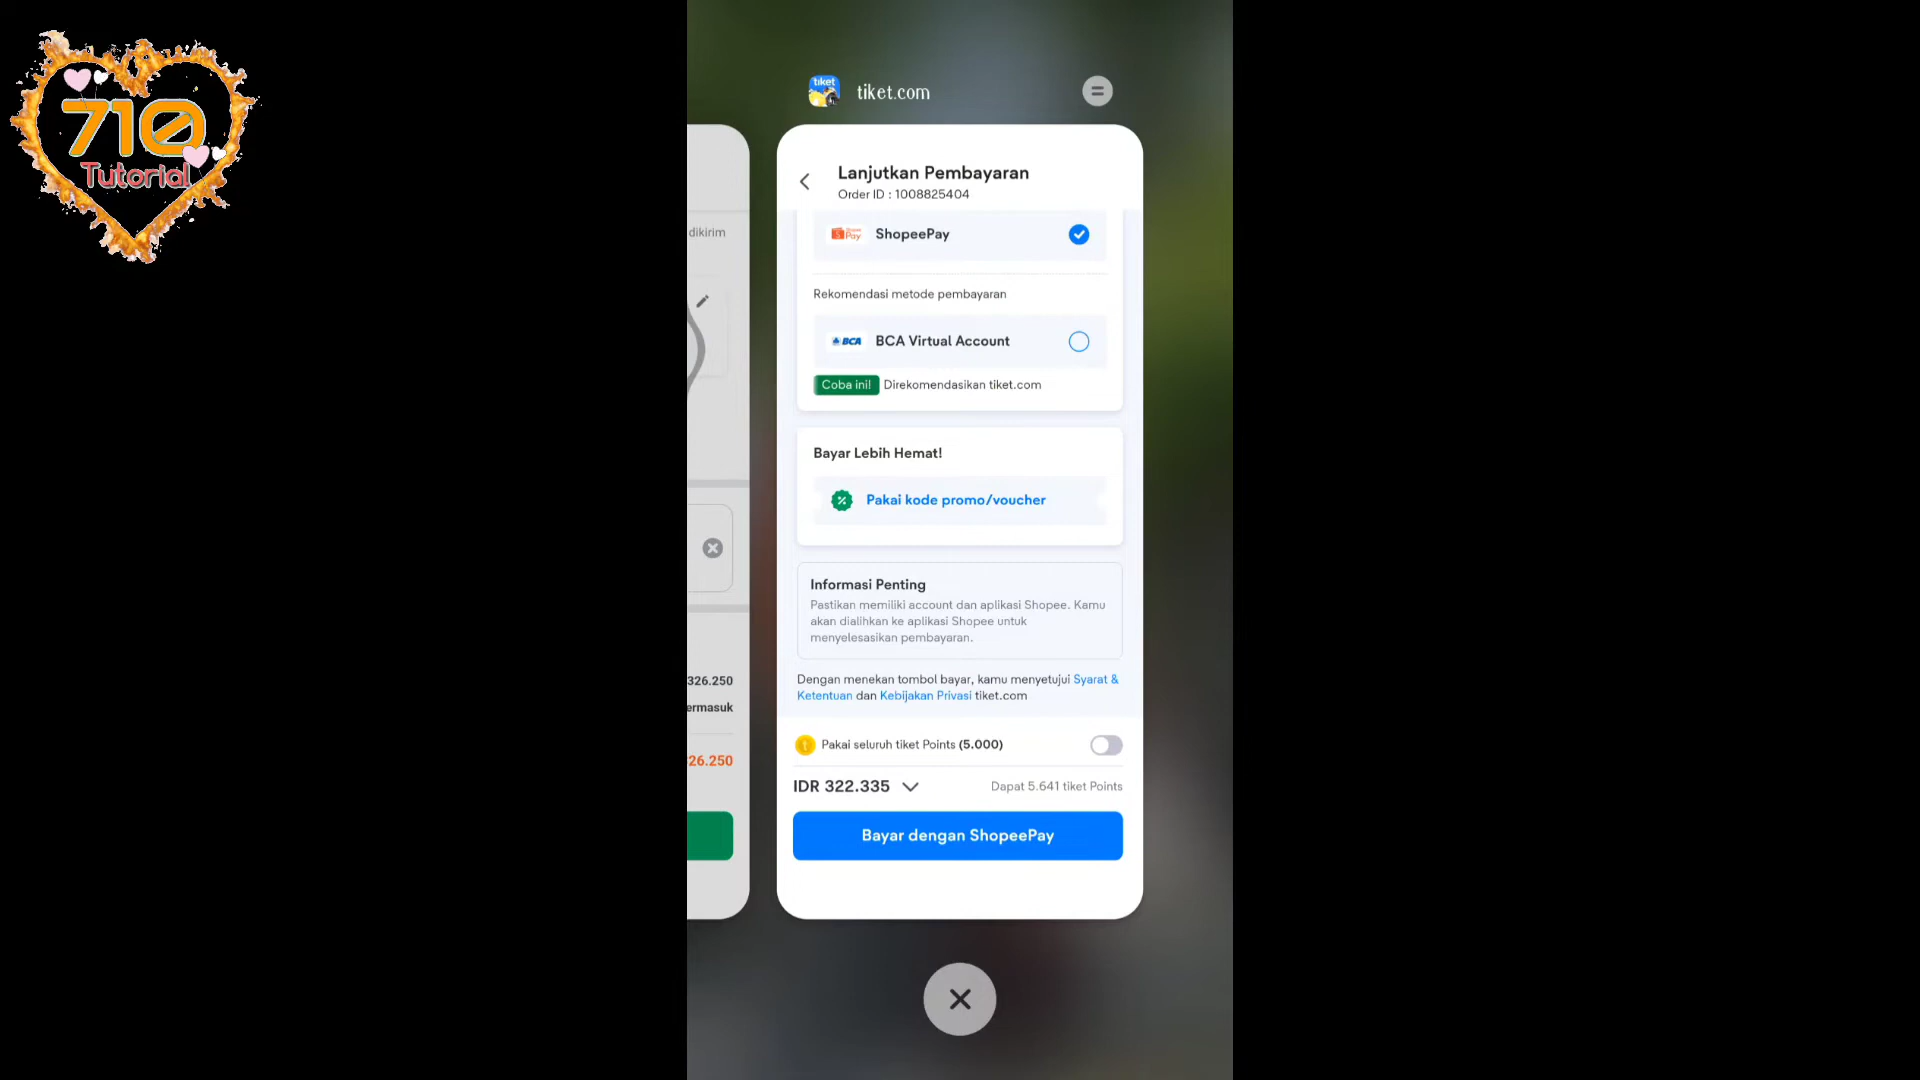 710
Tutorial
tiket
tiket.com
Lanjutkan Pembayaran
Order ID : 1008825404
dikirim
Pay
ShopeePay
Rekomendasi metode pembayaran
BCA
BCA Virtual Account
Coba ini!
Direkomendasikan tiket.com
Bayar Lebih Hemat!
Pakai kode promo/voucher
Informasi Penting
Pastikan memiliki account dan aplikasi Shopee. Kamu
akan dialihkan ke aplikasi Shopee untuk
menyelesaikan pembayaran.
Dengan menekan tombol bayar, kamu menyetujui Syarat &
Ketentuan dan Kebijakan Privasi tiket.com
326.250
ermasuk
26.250
Pakai seluruh tiket Points (5.000)
IDR 322.335
Dapat 5.641 tiket Points
Bayar dengan ShopeePay